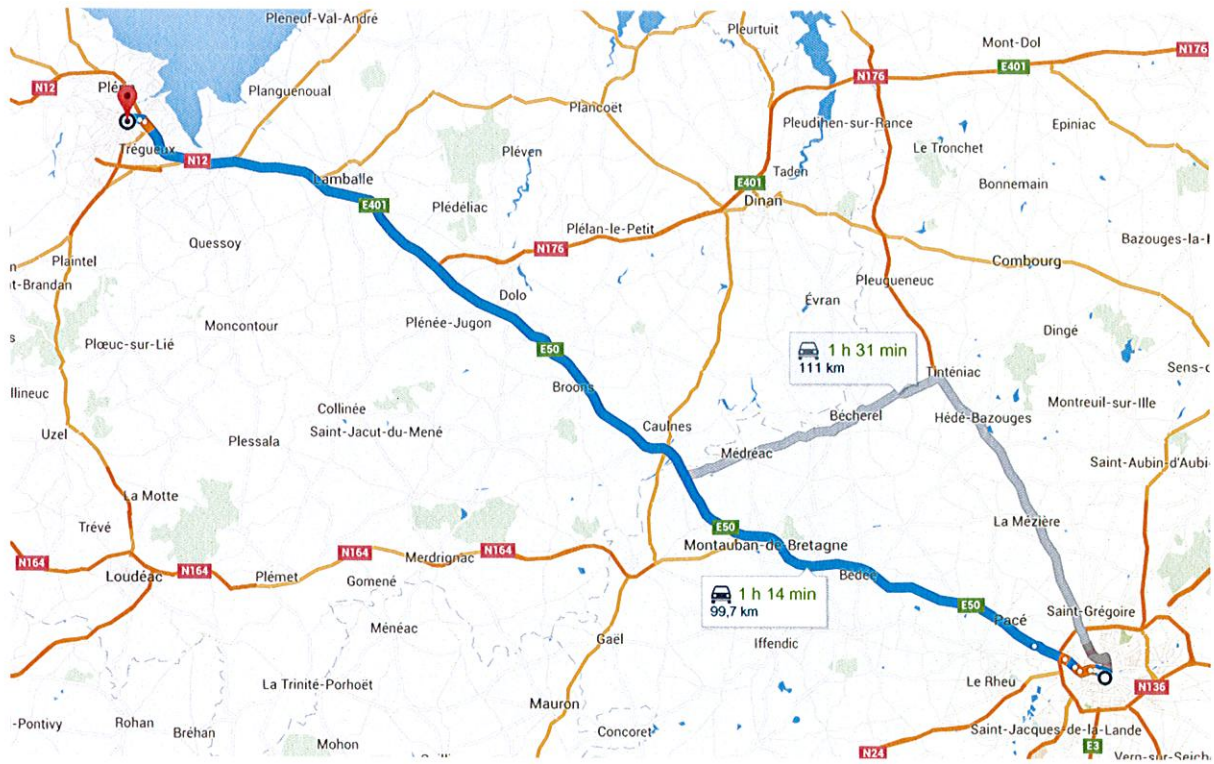 Pléneuf-Val-André
Pleurtuit
Mont-Dol
N176
E401
N176
N12
Planguenoual
Plancoët
Pleudihen-sur-Rance
Epiniac
Trégueux
N12
Pléven
Le Tronchet
Lamballe
Taden
E401
Bonnemain
Dinan
E401
Plédéliac
Plélan-le-Petit
Quessoy
N176
Plaintel
Combourg
Pleugueneuc
t-Brandan
Dolo
Évran
Plénée-Jugon
Moncontour
Dingé
Plœuc-sur-Lié
E50
1 h 31 min
111 km
Tinténiac
Sens-c
llineuc
Broons
Collinée
Bécherel
Hédé-Bazouges
Montreuil-sur-Ille
Saint-Jacut-du-Mené
Caulnes
Uzel
Plessala
Médréac
Saint-Aubin-d'Aubi
La Motte
Trévé
E50
La Mézière
Montauban-de-Bretagne
N164
N164
Merdrignac
N164
N164
Loudéac
Plémet
Gomené
Bédée
1 h 14 min
99,7 km
E50
Saint-Grégoire
Pacé
Ménéac
Gaël
Iffendic
La Trinité-Porhoët
Le Rheu
N136
Mauron
-Pontivy
Rohan
Bréhan
Concoret
Saint-Jacques-de-la-Lande
Mohon
N24
E3
Vern-sur-Seich